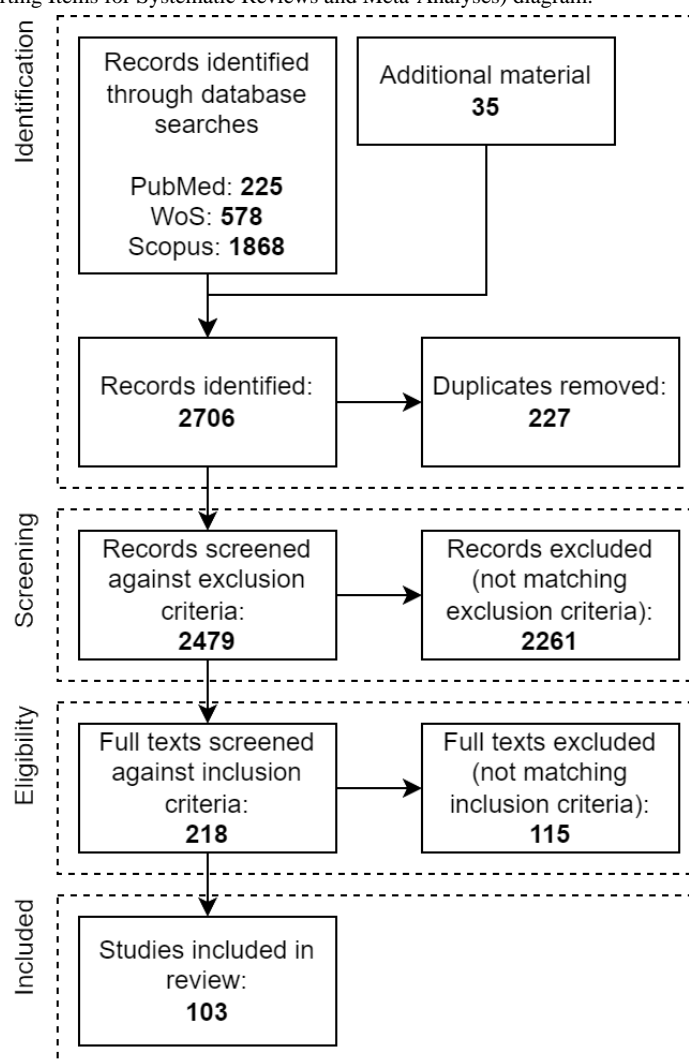 rting Items for Systematic Reviews and Meta-Analyses) diagram.
Identification
Records identified
through database
searches
PubMed: 225
WoS: 578
Scopus: 1868
Additional material
35
Records identified:
2706
Duplicates removed:
227
Screening
Records screened
against exclusion
criteria:
2479
Records excluded
(not matching
exclusion criteria):
2261
Eligibility
Full texts screened
against inclusion
criteria:
218
Full texts excluded
(not matching
inclusion criteria):
115
Included
Studies included in
review:
103